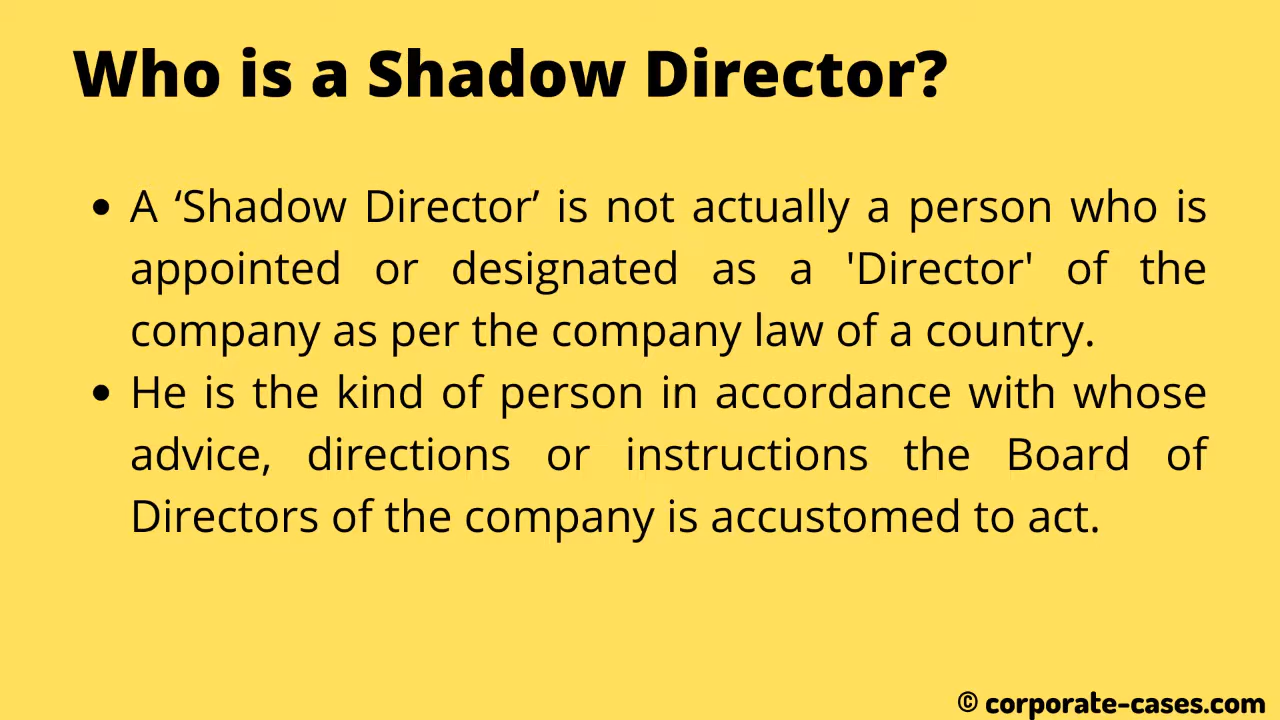 Who is a Shadow Director?
• A ‘Shadow Director’ is not actually a person who is
appointed or designated as a 'Director' of the
company as per the company law of a country.
• He is the kind of person in accordance with whose
advice, directions or instructions the Board of
Directors of the company is accustomed to act.
© corporate-cases.com